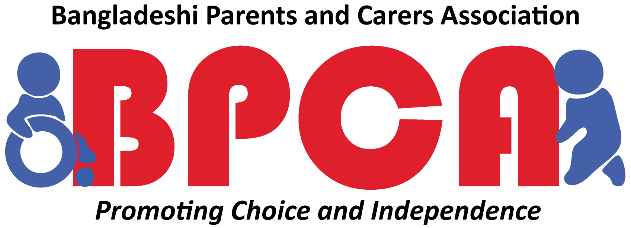 Bangladeshi Parents and Carers Association
BPCA
Promoting Choice and Independence